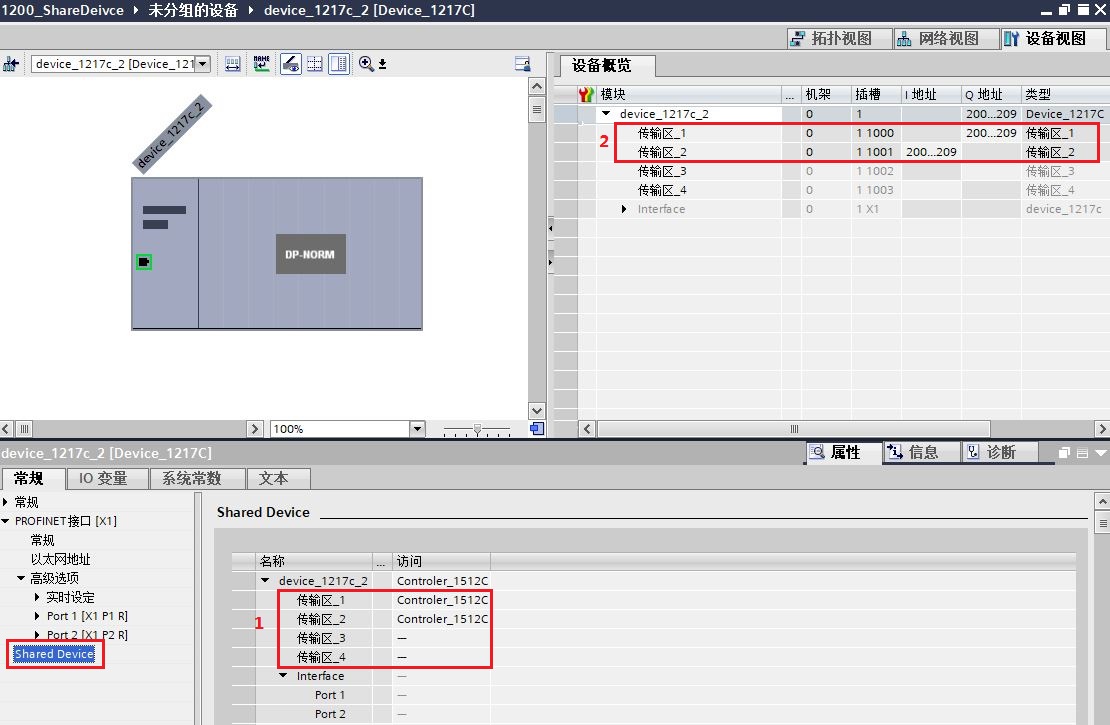 1200_ShareDeivce ▸ 未分组的设备 ▸ device_1217c_2 [Device_1217C]
拓扑视图 网络视图 设备视图
device_1217c_2 [Device_121
设备概览
模块 ... 机架 插槽 I 地址 Q 地址 类型
device_1217c_2 0 1 200...209 Device_1217C
传输区_1 0 1 1000 200...209 传输区_1
2
传输区_2 0 1 1001 200...209 传输区_2
传输区_3 0 1 1002 传输区_3
传输区_4 0 1 1003 传输区_4
Interface 0 1 X1 device_1217c
device_1217c_2
DP-NORM
100%
device_1217c_2 [Device_1217C]
属性 信息 诊断
常规 IO 变量 系统常数 文本
常规
PROFINET接口 [X1]
常规
以太网地址
高级选项
实时设定
Port 1 [X1 P1 R]
Port 2 [X1 P2 R]
Shared Device
Shared Device
名称 ... 访问
device_1217c_2 Controler_1512C
传输区_1 Controler_1512C
传输区_2 Controler_1512C
1
传输区_3 —
传输区_4 —
Interface —
Port 1 —
Port 2 —